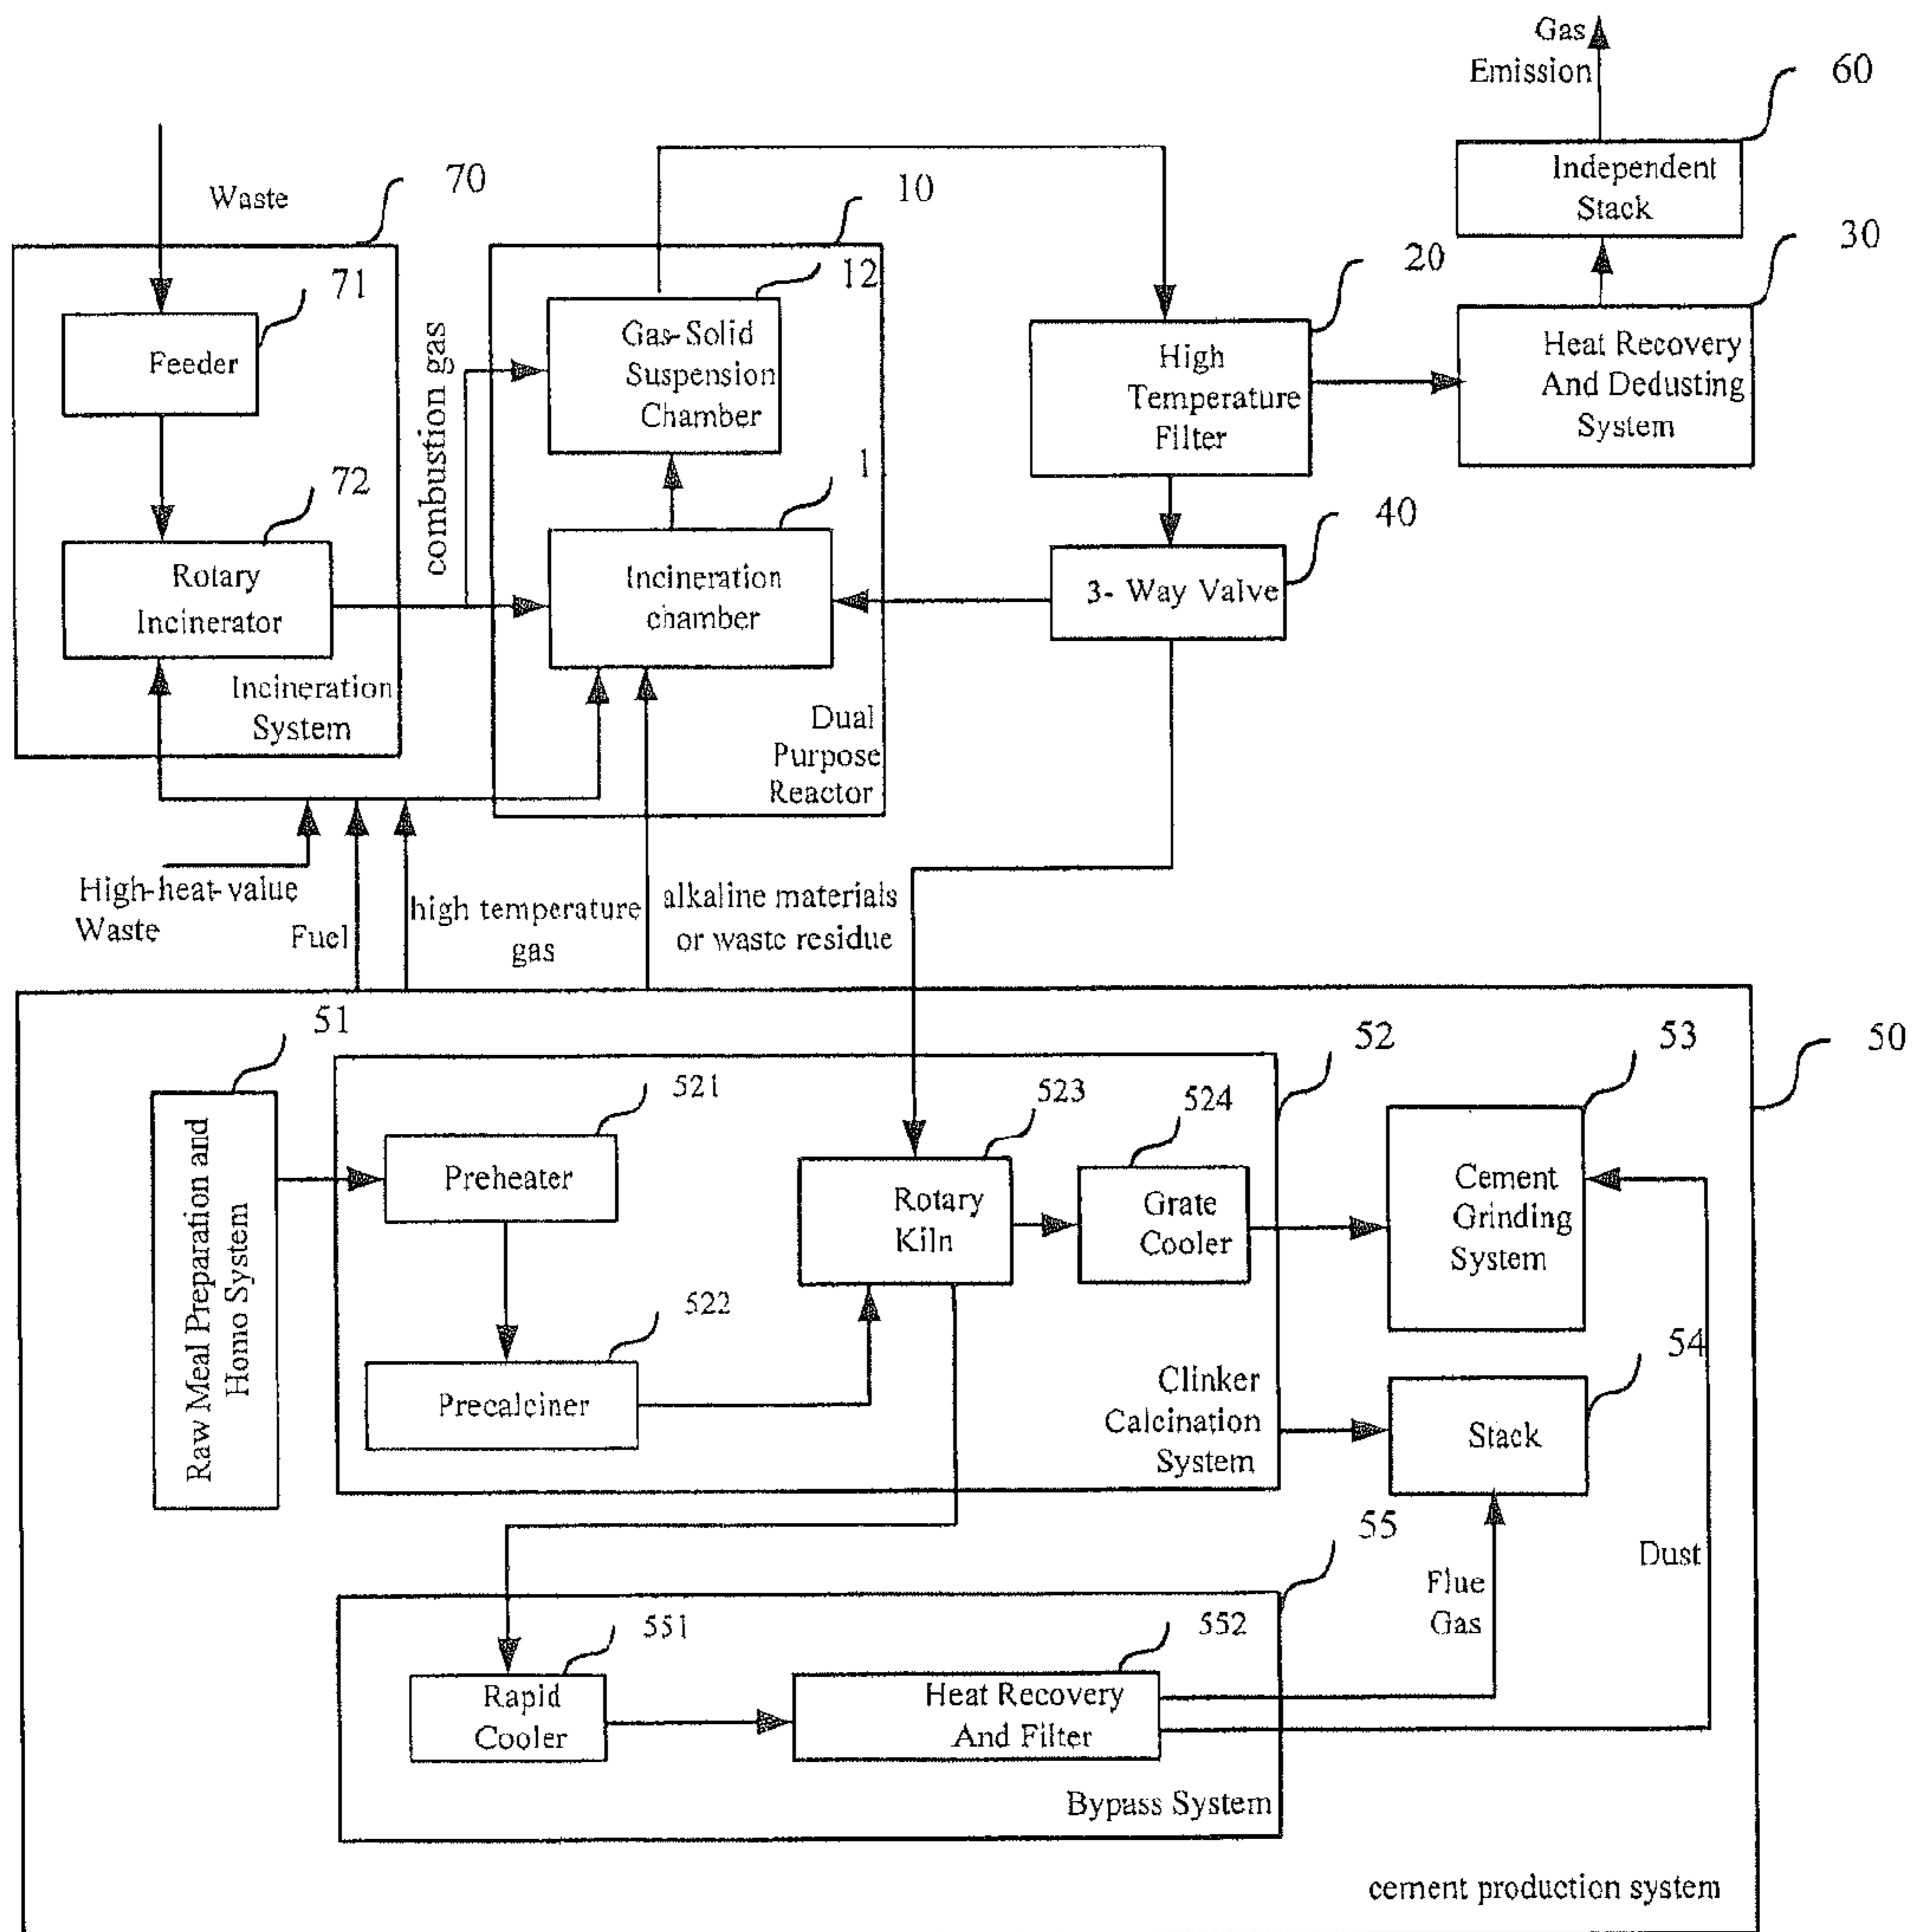 Gas
Emission
60
Independent
Stack
Waste
70
10
30
20
71
12
Feeder
combustion gas
Gas-Solid
Suspension
Chamber
High
Temperature
Filter
Heat Recovery
And Dedusting
System
72
1
40
Rotary
Incinerator
Incineration
chamber
3- Way Valve
Incineration
System
Dual
Purpose
Reactor
High-heat-value
Waste
Fuel
high temperature
gas
alkaline materials
or waste residue
51
52
53
50
521
523
524
Raw Meal Preparation and
Homo System
Preheater
Rotary
Kiln
Grate
Cooler
Cement
Grinding
System
522
54
Precalciner
Clinker
Calcination
System
Stack
55
Dust
Flue
Gas
551
552
Rapid
Cooler
Heat Recovery
And Filter
Bypass System
cement production system